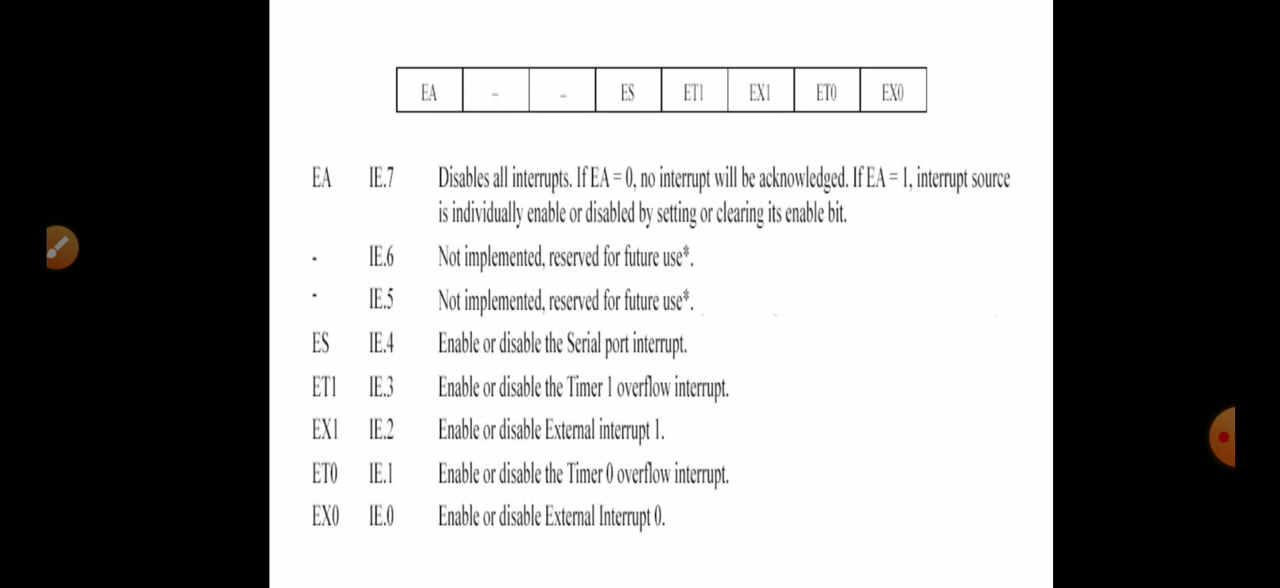 EA - - ES ET1 EX1 ET0 EX0
EA IE.7 Disables all interrupts. If EA = 0, no interrupt will be acknowledged. If EA = 1, interrupt source
is individually enable or disabled by setting or clearing its enable bit.
- IE.6 Not implemented, reserved for future use*.
- IE.5 Not implemented, reserved for future use*.
ES IE.4 Enable or disable the Serial port interrupt.
ET1 IE.3 Enable or disable the Timer 1 overflow interrupt.
EX1 IE.2 Enable or disable External interrupt 1.
ET0 IE.1 Enable or disable the Timer 0 overflow interrupt.
EX0 IE.0 Enable or disable External Interrupt 0.